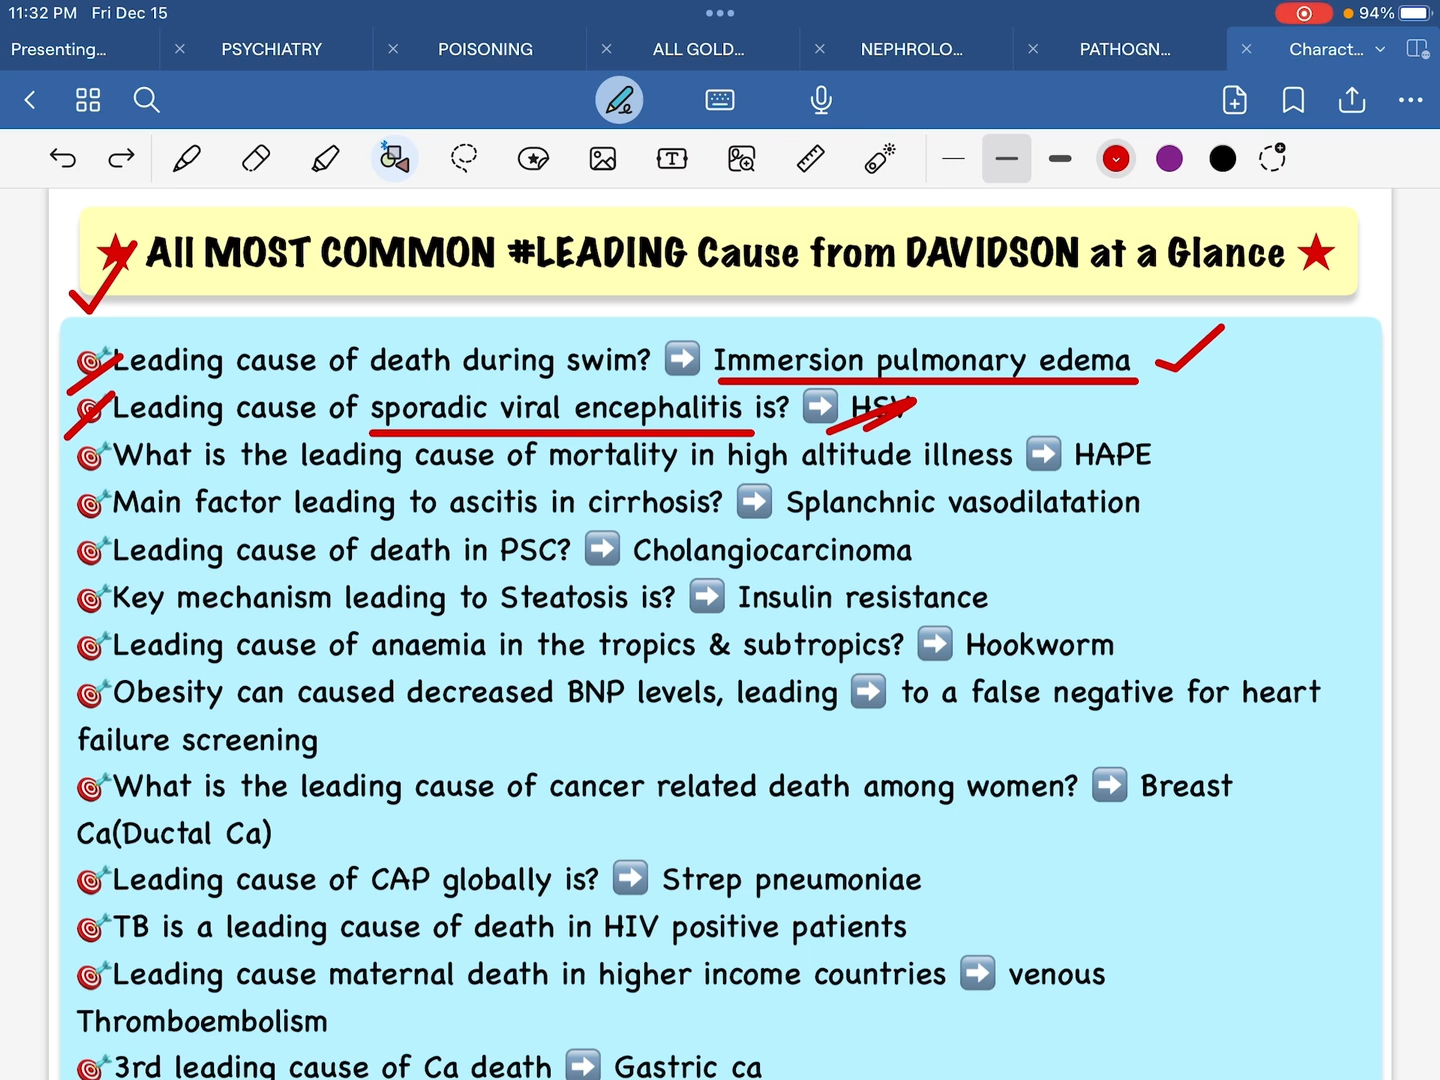 11:32 PM Fri Dec 15
94%
Presenting...
PSYCHIATRY
POISONING
ALL GOLD...
NEPHROLO...
PATHOGN...
Charact...
All MOST COMMON #LEADING Cause from DAVIDSON at a Glance
Leading cause of death during swim? ➡️ Immersion pulmonary edema
Leading cause of sporadic viral encephalitis is? ➡️ HSV
What is the leading cause of mortality in high altitude illness ➡️ HAPE
Main factor leading to ascitis in cirrhosis? ➡️ Splanchnic vasodilatation
Leading cause of death in PSC? ➡️ Cholangiocarcinoma
Key mechanism leading to Steatosis is? ➡️ Insulin resistance
Leading cause of anaemia in the tropics & subtropics? ➡️ Hookworm
Obesity can caused decreased BNP levels, leading ➡️ to a false negative for heart
failure screening
What is the leading cause of cancer related death among women? ➡️ Breast
Ca(Ductal Ca)
Leading cause of CAP globally is? ➡️ Strep pneumoniae
TB is a leading cause of death in HIV positive patients
Leading cause maternal death in higher income countries ➡️ venous
Thromboembolism
3rd leading cause of Ca death ➡️ Gastric ca